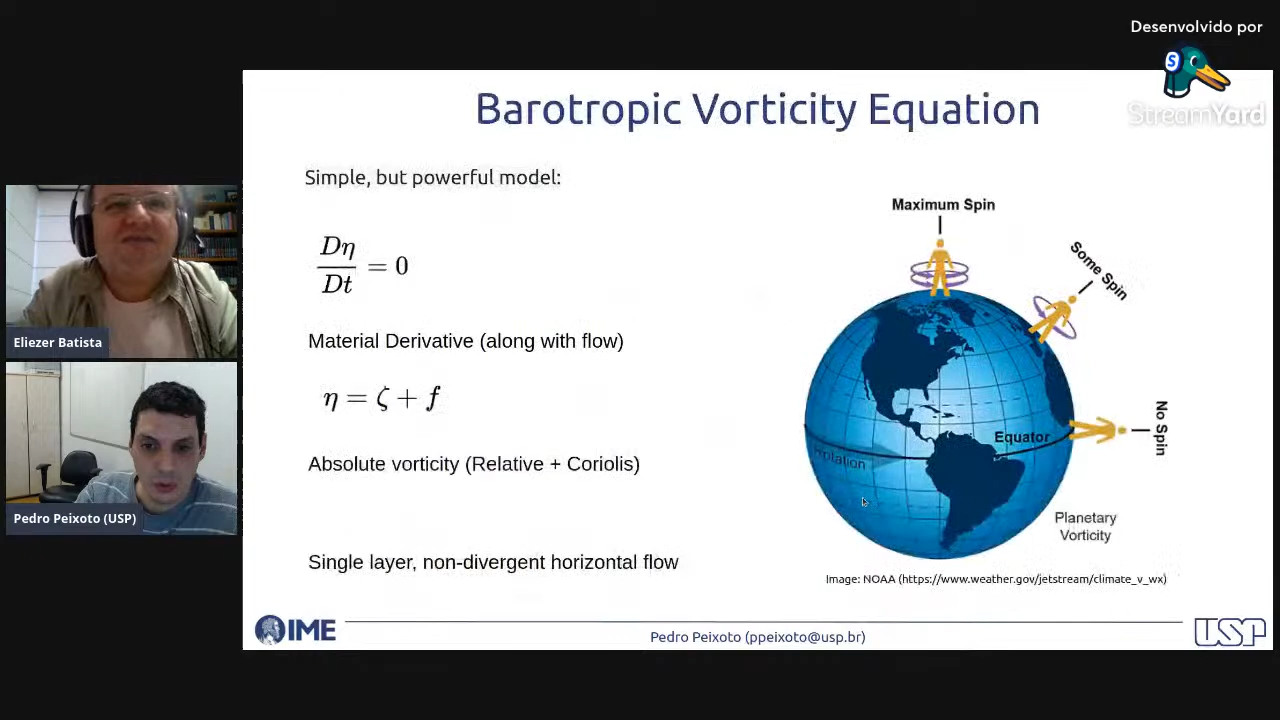 Desenvolvido por
StreamYard
Barotropic Vorticity Equation
Simple, but powerful model:
Dη
Dt
= 0
Material Derivative (along with flow)
η = ζ + f
Absolute vorticity (Relative + Coriolis)
Single layer, non-divergent horizontal flow
Maximum Spin
Some Spin
No Spin
Equator
Rotation
Planetary
Vorticity
Image: NOAA (https://www.weather.gov/jetstream/climate_v_wx)
Eliezer Batista
Pedro Peixoto (USP)
IME
Pedro Peixoto (ppeixoto@usp.br)
USP